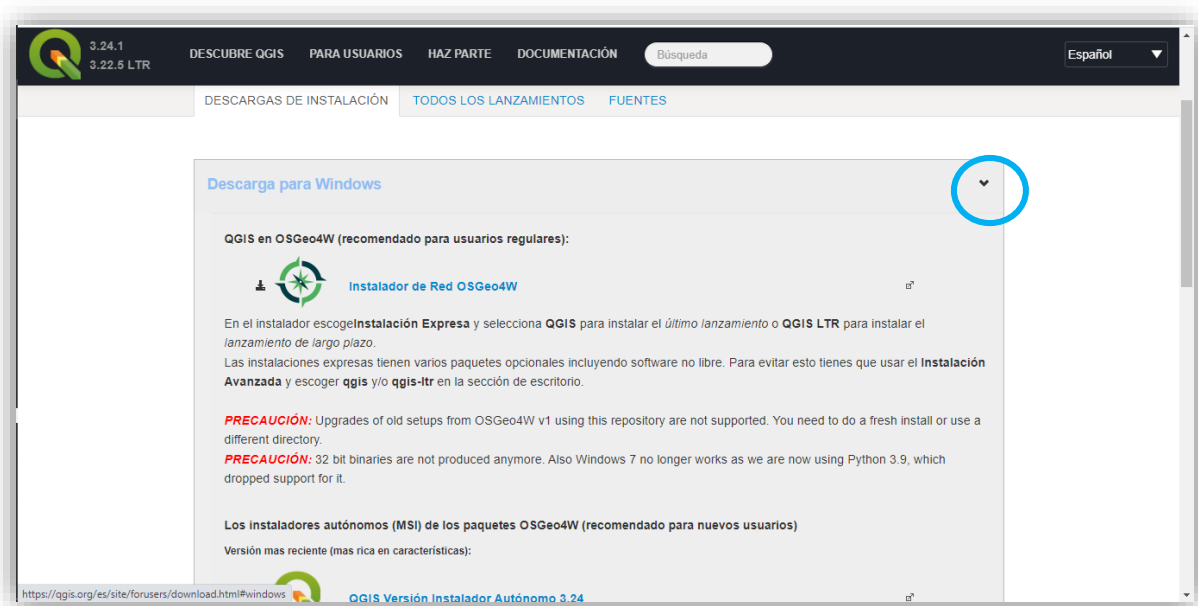 3.24.1
3.22.5 LTR
DESCUBRE QGIS PARA USUARIOS HAZ PARTE DOCUMENTACIÓN Búsqueda Español
DESCARGAS DE INSTALACIÓN TODOS LOS LANZAMIENTOS FUENTES
Descarga para Windows
QGIS en OSGeo4W (recomendado para usuarios regulares):
Instalador de Red OSGeo4W
En el instalador escogeInstalación Expresa y selecciona QGIS para instalar el último lanzamiento o QGIS LTR para instalar el
lanzamiento de largo plazo.
Las instalaciones expresas tienen varios paquetes opcionales incluyendo software no libre. Para evitar esto tienes que usar el Instalación
Avanzada y escoger qgis y/o qgis-ltr en la sección de escritorio.
PRECAUCIÓN: Upgrades of old setups from OSGeo4W v1 using this repository are not supported. You need to do a fresh install or use a
different directory.
PRECAUCIÓN: 32 bit binaries are not produced anymore. Also Windows 7 no longer works as we are now using Python 3.9, which
dropped support for it.
Los instaladores autónomos (MSI) de los paquetes OSGeo4W (recomendado para nuevos usuarios)
Versión mas reciente (mas rica en características):
QGIS Versión Instalador Autónomo 3.24
https://qgis.org/es/site/forusers/download.html#windows